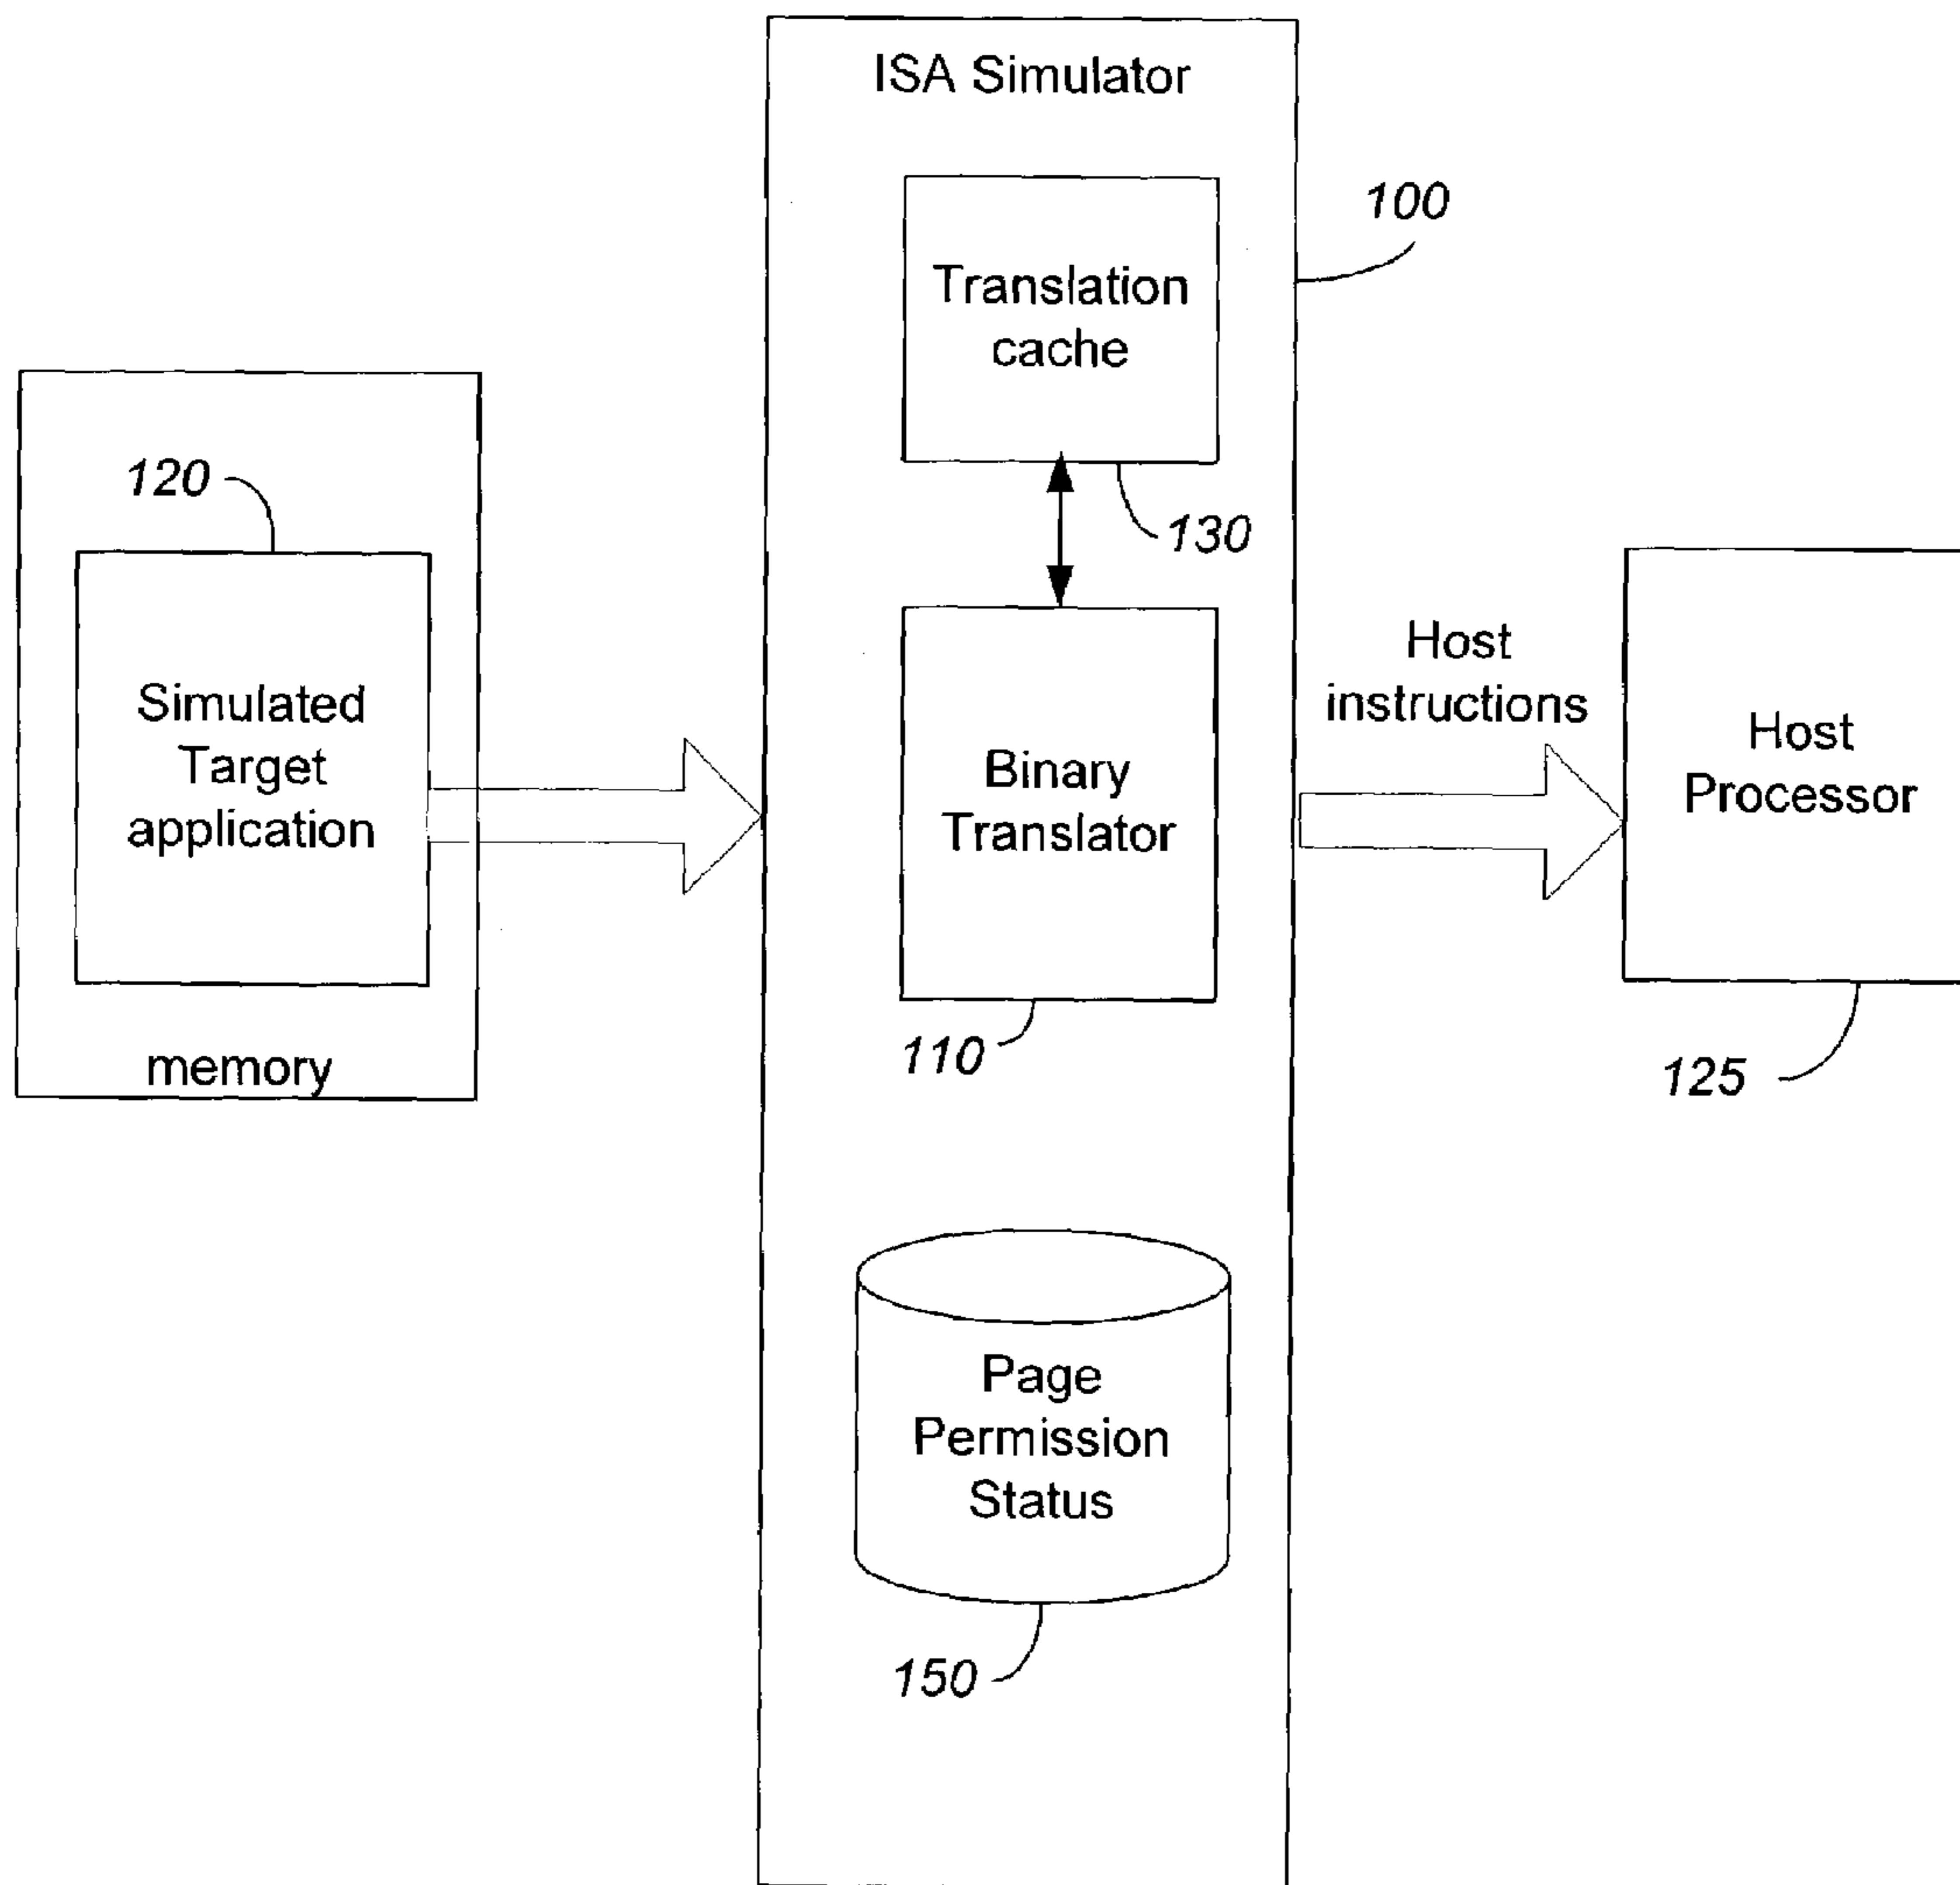 ISA Simulator
100
Translation
cache
130
120
Simulated
Target
application
memory
Binary
Translator
110
Host
instructions
Host
Processor
125
Page
Permission
Status
150